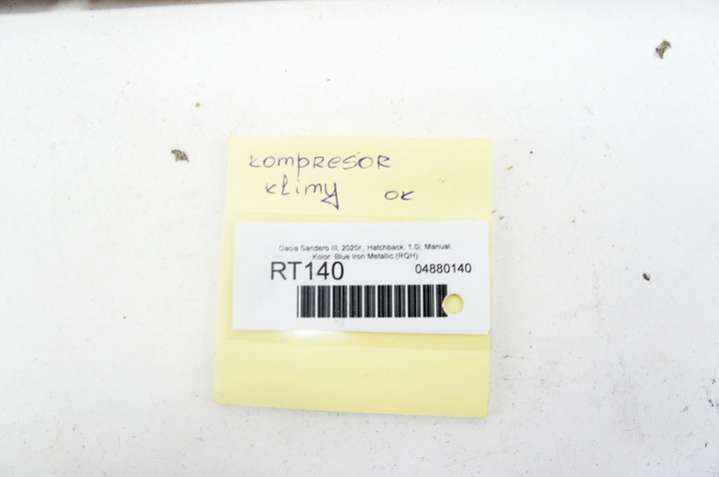 kompresor
klimy ok
Dacia Sandero III, 2020r., Hatchback, 1.0i, Manual,
Kolor: Blue Iron Metallic (RQH)
RT140 04880140